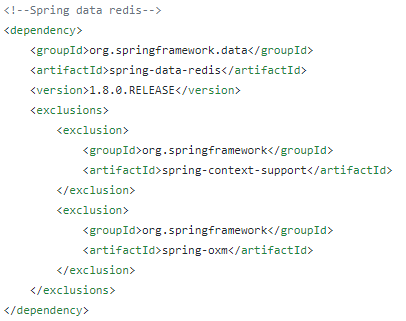 <!--Spring data redis-->
<dependency>
    <groupId>org.springframework.data</groupId>
    <artifactId>spring-data-redis</artifactId>
    <version>1.8.0.RELEASE</version>
    <exclusions>
        <exclusion>
            <groupId>org.springframework</groupId>
            <artifactId>spring-context-support</artifactId>
        </exclusion>
        <exclusion>
            <groupId>org.springframework</groupId>
            <artifactId>spring-oxm</artifactId>
        </exclusion>
    </exclusions>
</dependency>